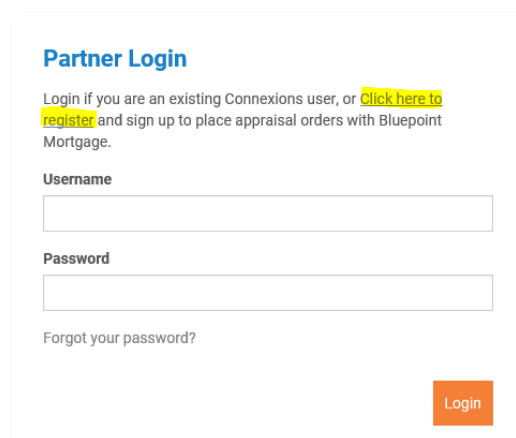 Partner Login
Login if you are an existing Connexions user, or Click here to
register and sign up to place appraisal orders with Bluepoint
Mortgage.
Username
Password
Forgot your password?
Login